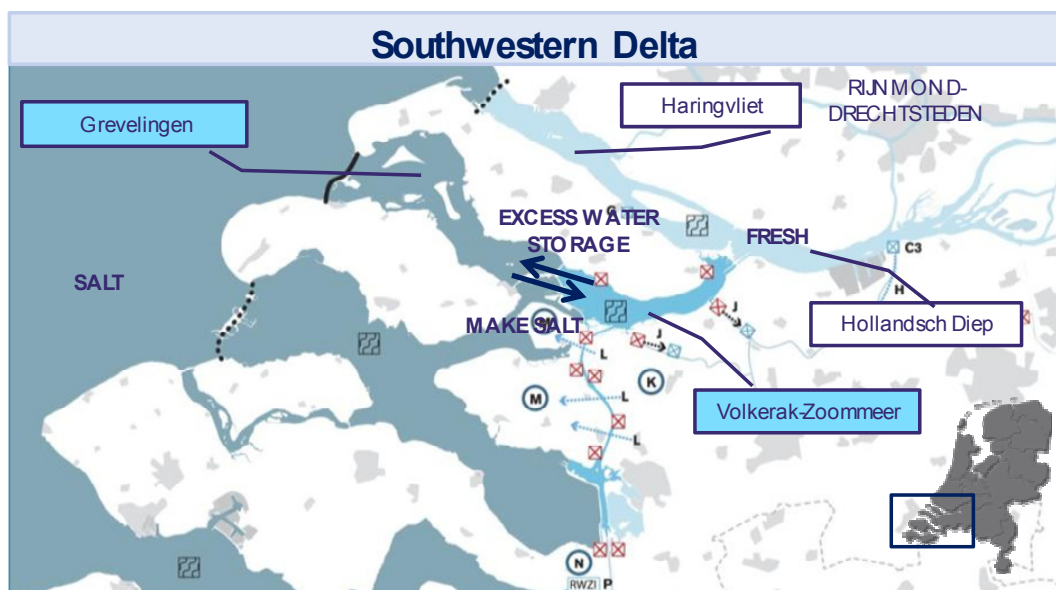 Southwestern Delta
RIJNMOND-
DRECHTSTEDEN
Haringvliet
Grevelingen
EXCESS WATER
STORAGE
FRESH
C3
SALT
H
J
MAKE SALT
Hollandsch Diep
J
L
K
M
L
Volkerak-Zoommeer
L
N
RWZI P